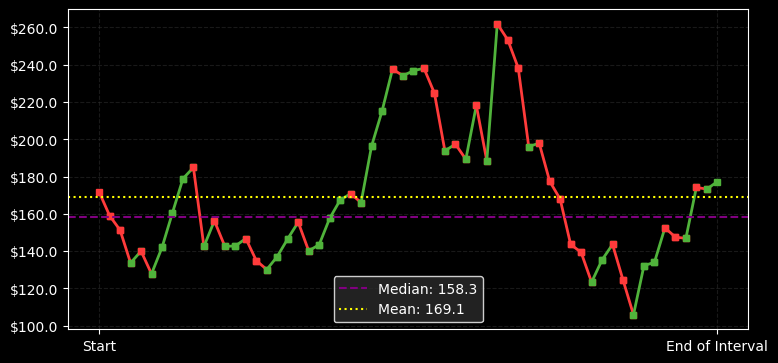 $260.0
$240.0
$220.0
$200.0
$180.0
$160.0
$140.0
$120.0
$100.0
Median: 158.3
Mean: 169.1
Start
End of Interval